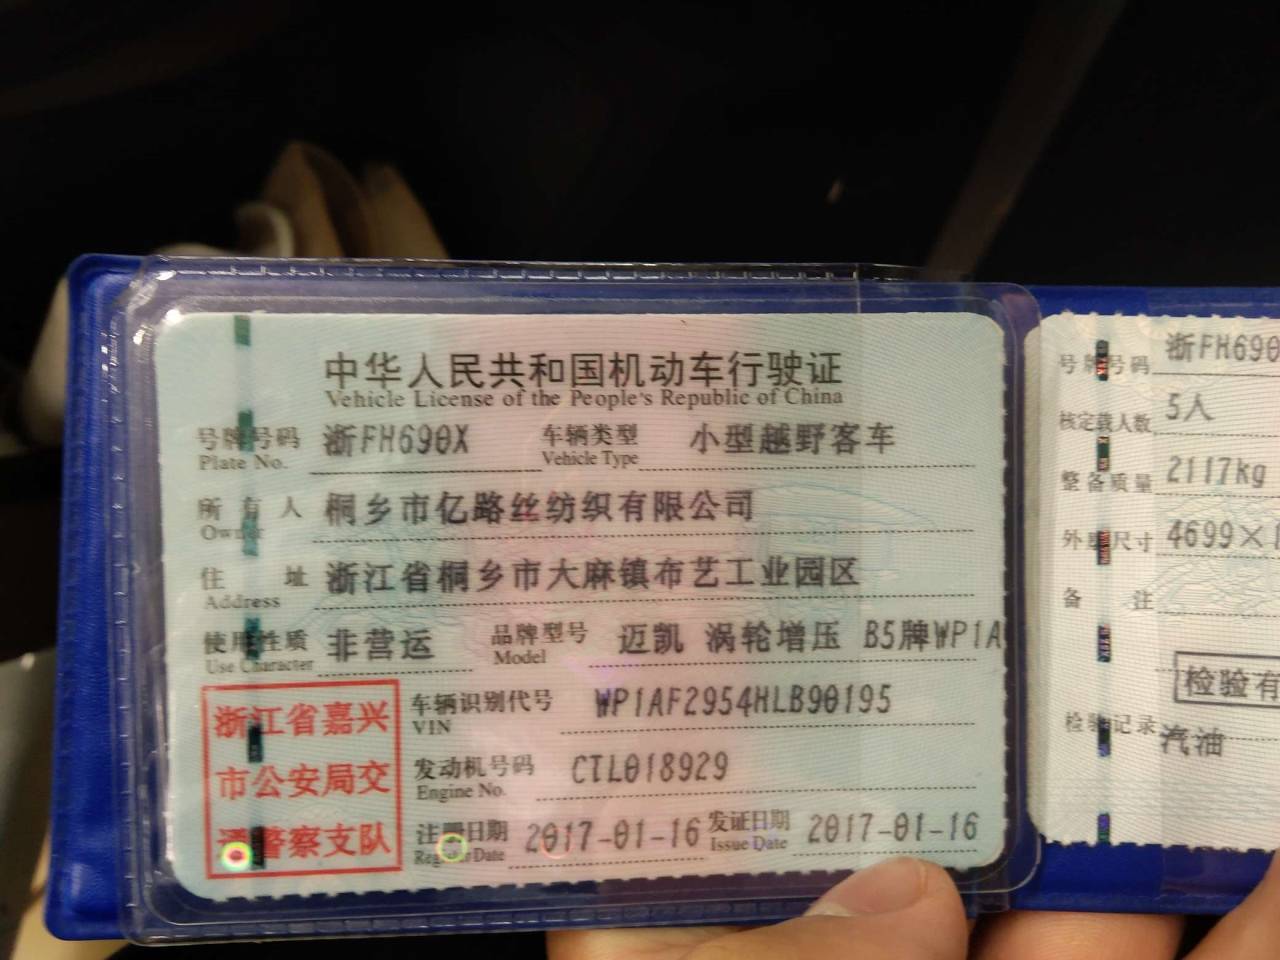 中华人民共和国机动车行驶证
Vehicle License of the People's Republic of China
号牌号码 浙FH690X 车辆类型 小型越野客车
Plate No. Vehicle Type
所有人 桐乡市亿路丝纺织有限公司
Owner
住址 浙江省桐乡市大麻镇布艺工业园区
Address
使用性质 非营运 品牌型号 迈凯 涡轮增压 B5牌WP1A
Use Character Model
浙江省嘉兴
市公安局交
通警察支队
车辆识别代号 WP1AF2954HLB90195
VIN
发动机号码 CTL018929
Engine No.
注册日期 2017-01-16 发证日期 2017-01-16
Register Date Issue Date
号牌号码 浙FH690
核定载人数 5人
整备质量 2117kg
外廓尺寸 4699×
备注
检验有
检验记录 汽油